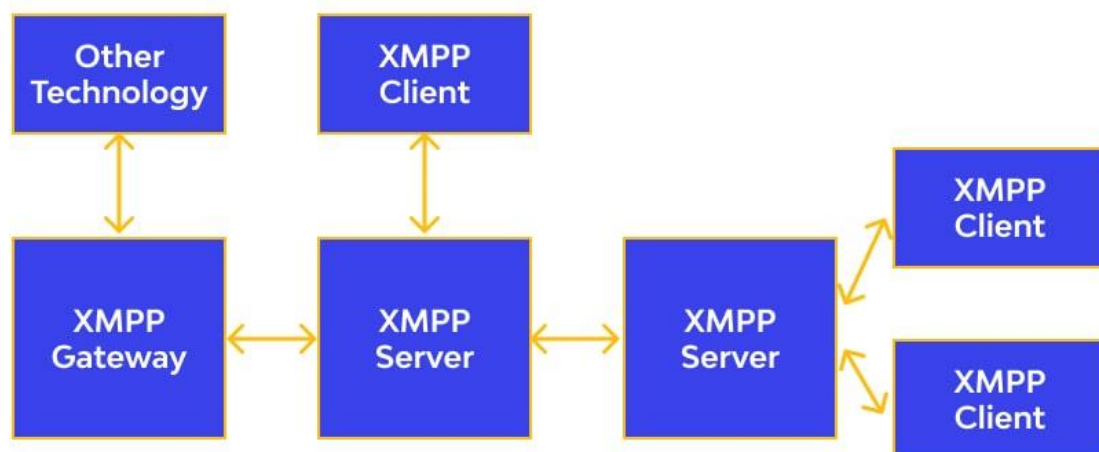 Other
Technology
XMPP
Client
XMPP
Client
XMPP
Gateway
XMPP
Server
XMPP
Server
XMPP
Client